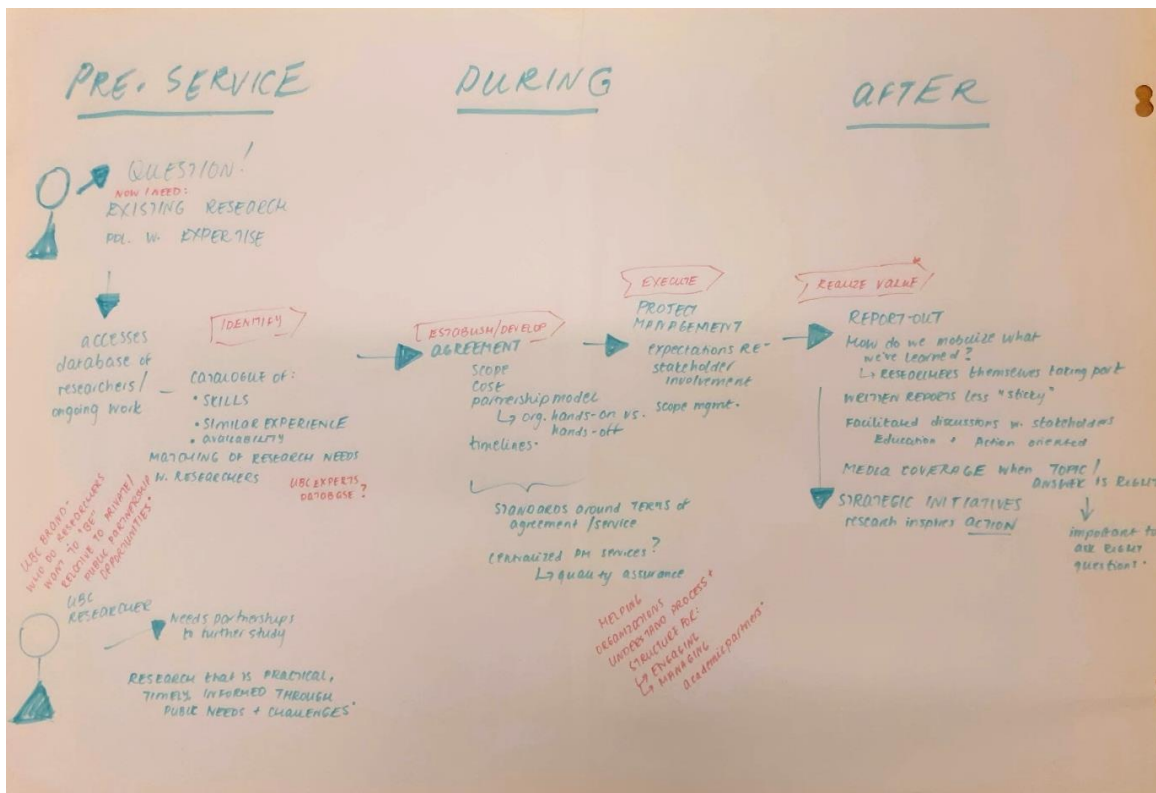 PRE. SERVICE
QUESTION!
NOW I NEED:
EXISTING RESEARCH
PPL. W. EXPERTISE
accesses
database of
researchers/
ongoing work
IDENTIFY
CATALOGUE OF:
• SKILLS
• SIMILAR EXPERIENCE
• AVAILABILITY
MATCHING OF RESEARCH NEEDS
W. RESEARCHERS
UBC EXPERTS
DATABASE?
UBC BRAND-
WHO DO RESEARCHERS
WANT TO "BE"
RELATIVE TO PRIVATE/
PUBLIC PARTNERSHIP
OPPORTUNITIES.
UBC
RESEARCHER
Needs partnerships
to further study
RESEARCH that is PRACTICAL,
TIMELY, INFORMED THROUGH
PUBLIC NEEDS + CHALLENGES.
DURING
ESTABLISH/DEVELOP
AGREEMENT
SCOPE
COST
partnership model
↳ org. hands-on vs.
hands-off
timelines.
STANDARDS around TERMS of
agreement/service
CENTRALIZED PM services?
↳ quality assurance
EXECUTE
PROJECT
MANAGEMENT
expectations RE-
stakeholder
involvement
scope mgmt.
HELPING
ORGANIZATIONS
UNDERSTAND PROCESS +
STRUCTURE FOR:
↳ ENGAGING
↳ MANAGING
academic partners.
AFTER
REALIZE VALUE
REPORT-OUT
How do we mobilize what
we've learned?
↳ RESEARCHERS themselves taking part
WRITTEN REPORTS less "sticky"
Facilitated discussions w. stakeholders
Education + Action oriented
MEDIA COVERAGE when TOPIC/
ANSWER IS RIGHT
↓
important to
ask RIGHT
questions.
STRATEGIC INITIATIVES
research inspires ACTION